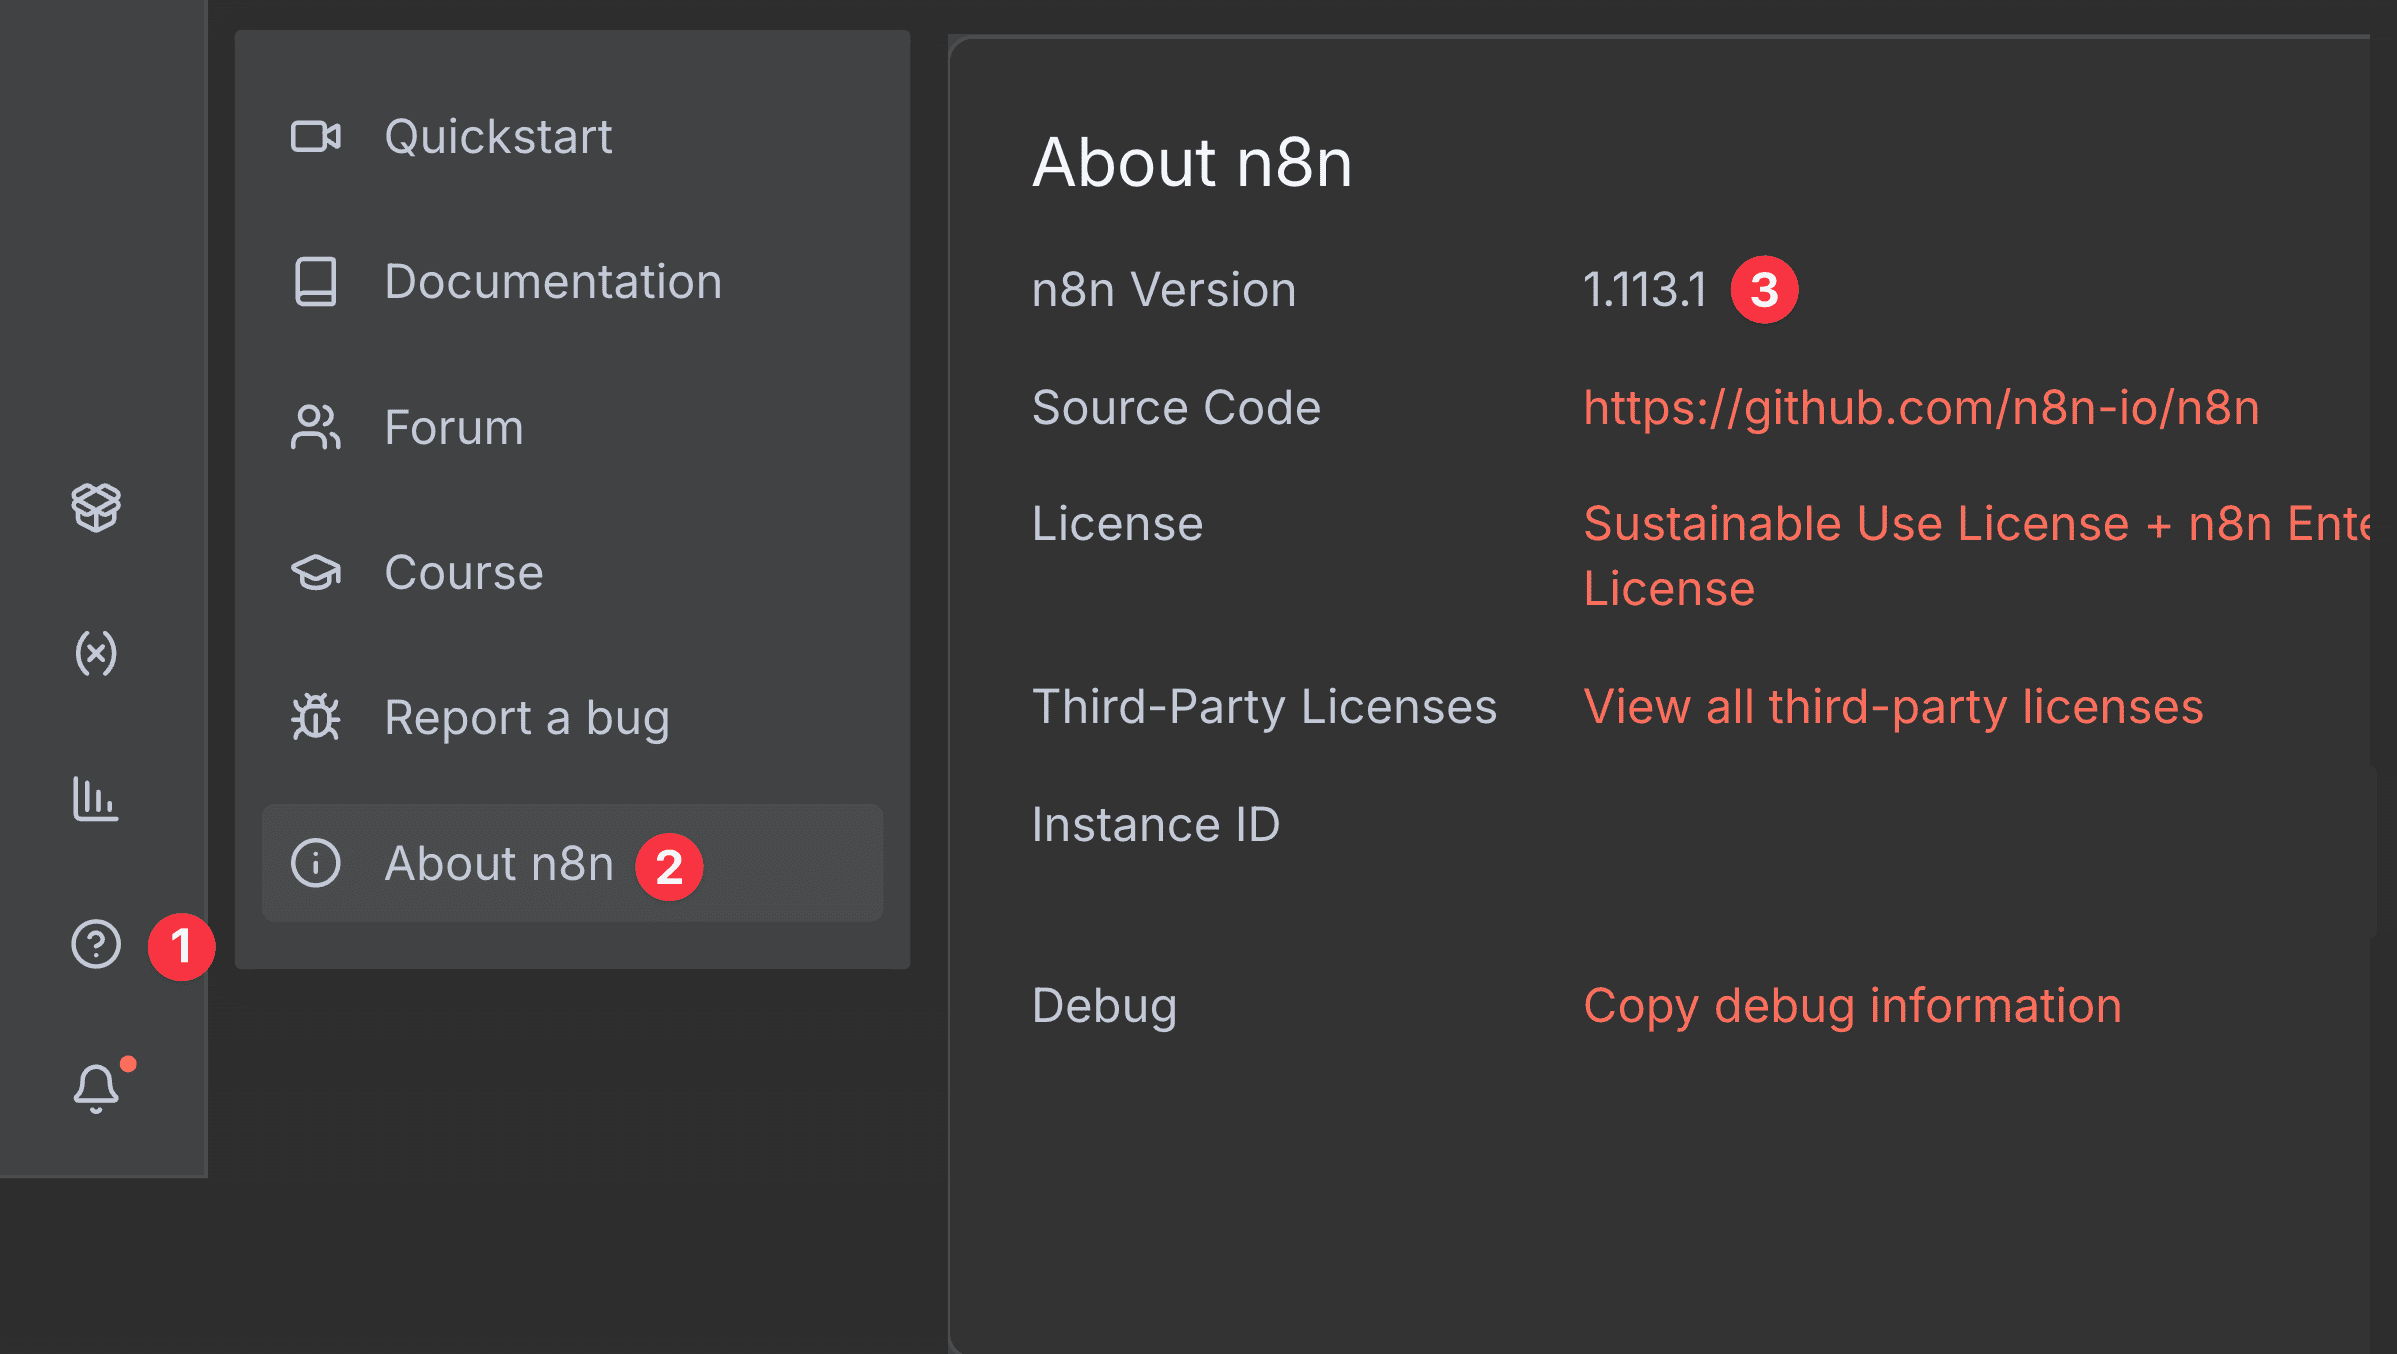 Quickstart
Documentation
Forum
Course
Report a bug
About n8n 2
1
About n8n
n8n Version 1.113.1 3
Source Code https://github.com/n8n-io/n8n
License Sustainable Use License + n8n Ente
License
Third-Party Licenses View all third-party licenses
Instance ID
Debug Copy debug information